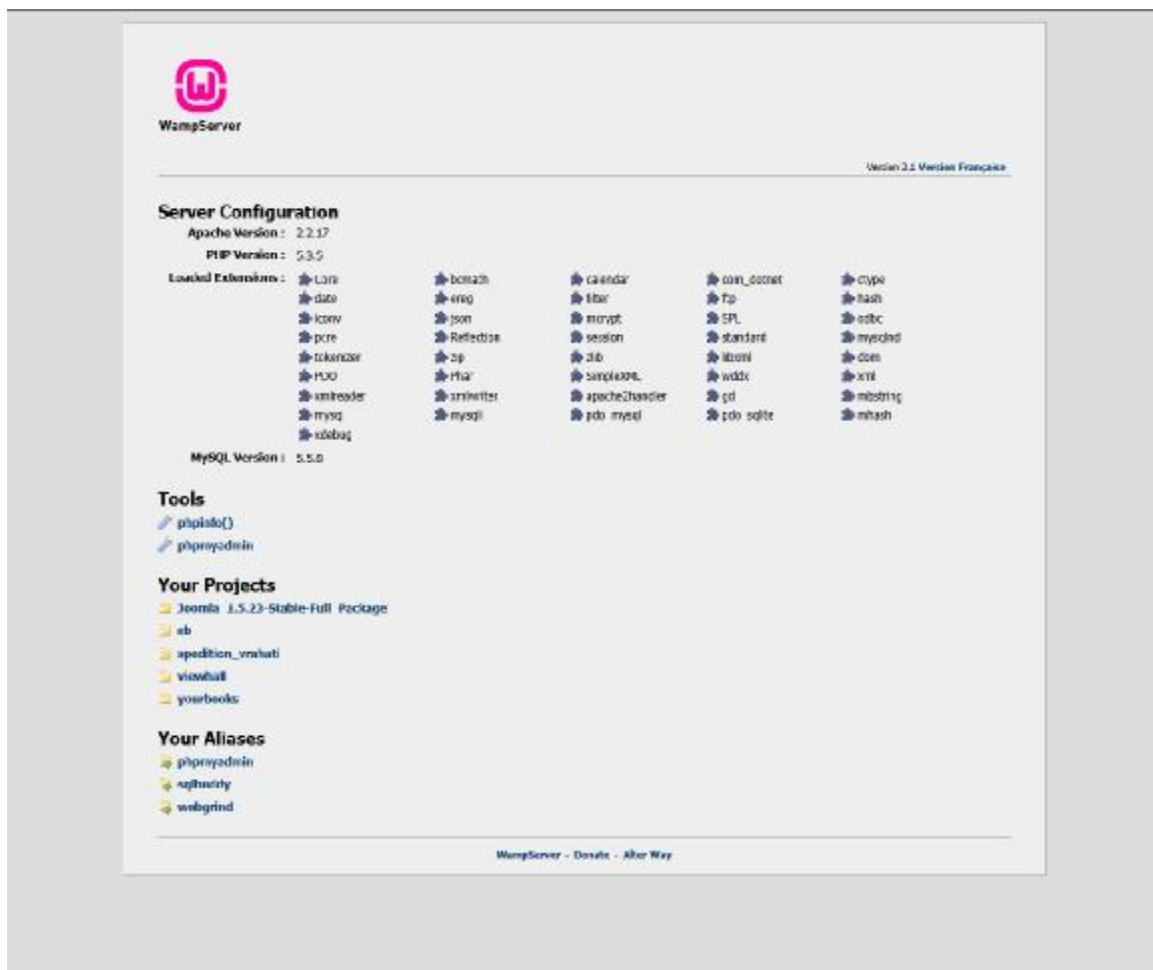 WampServer
Version 2.1 Version Française
Server Configuration
Apache Version : 2.2.17
PHP Version : 5.3.5
Loaded Extensions : Core bcmath calendar com_dotnet ctype
date ereg filter ftp hash
iconv json mcrypt SPL odbc
pcre Reflection session standard mysqlnd
tokenizer zip zlib libxml dom
PDO Phar SimpleXML wddx xml
xmlreader xmlwriter apache2handler gd mbstring
mysql mysqli pdo_mysql pdo_sqlite mhash
xdebug
MySQL Version : 5.5.8
Tools
phpinfo()
phpmyadmin
Your Projects
Joomla_1.5.23-Stable-Full_Package
Your Aliases
phpmyadmin
sqlbuddy
webgrind
viewhall
yourbooks
WampServer - Donate - Alter Way